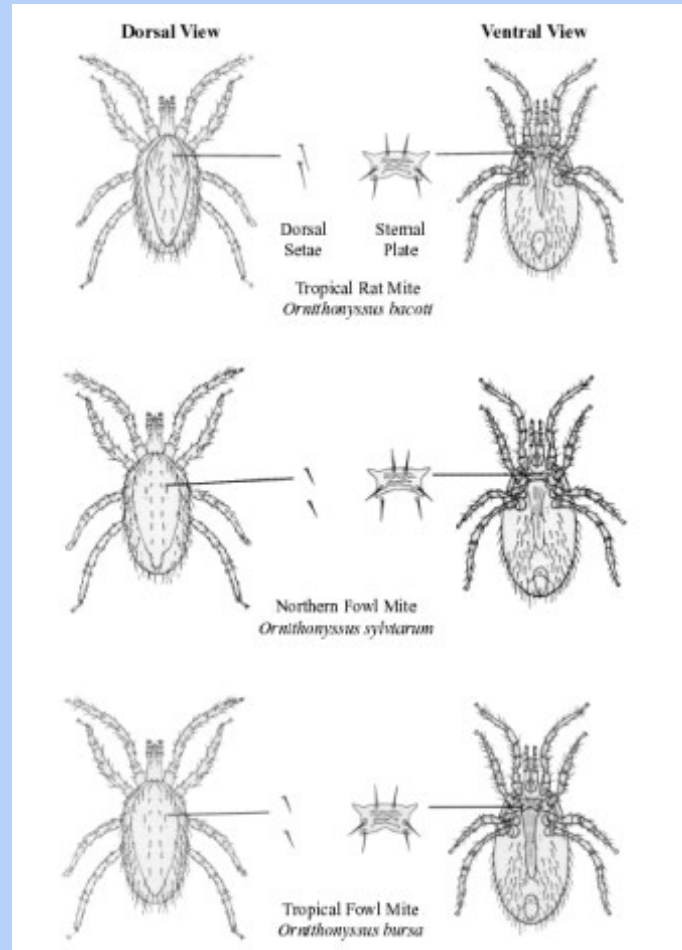 Dorsal View
Ventral View
Dorsal
Setae
Sternal
Plate
Tropical Rat Mite
Ornithonyssus bacoti
Northern Fowl Mite
Ornithonyssus sylviarum
Tropical Fowl Mite
Ornithonyssus bursa